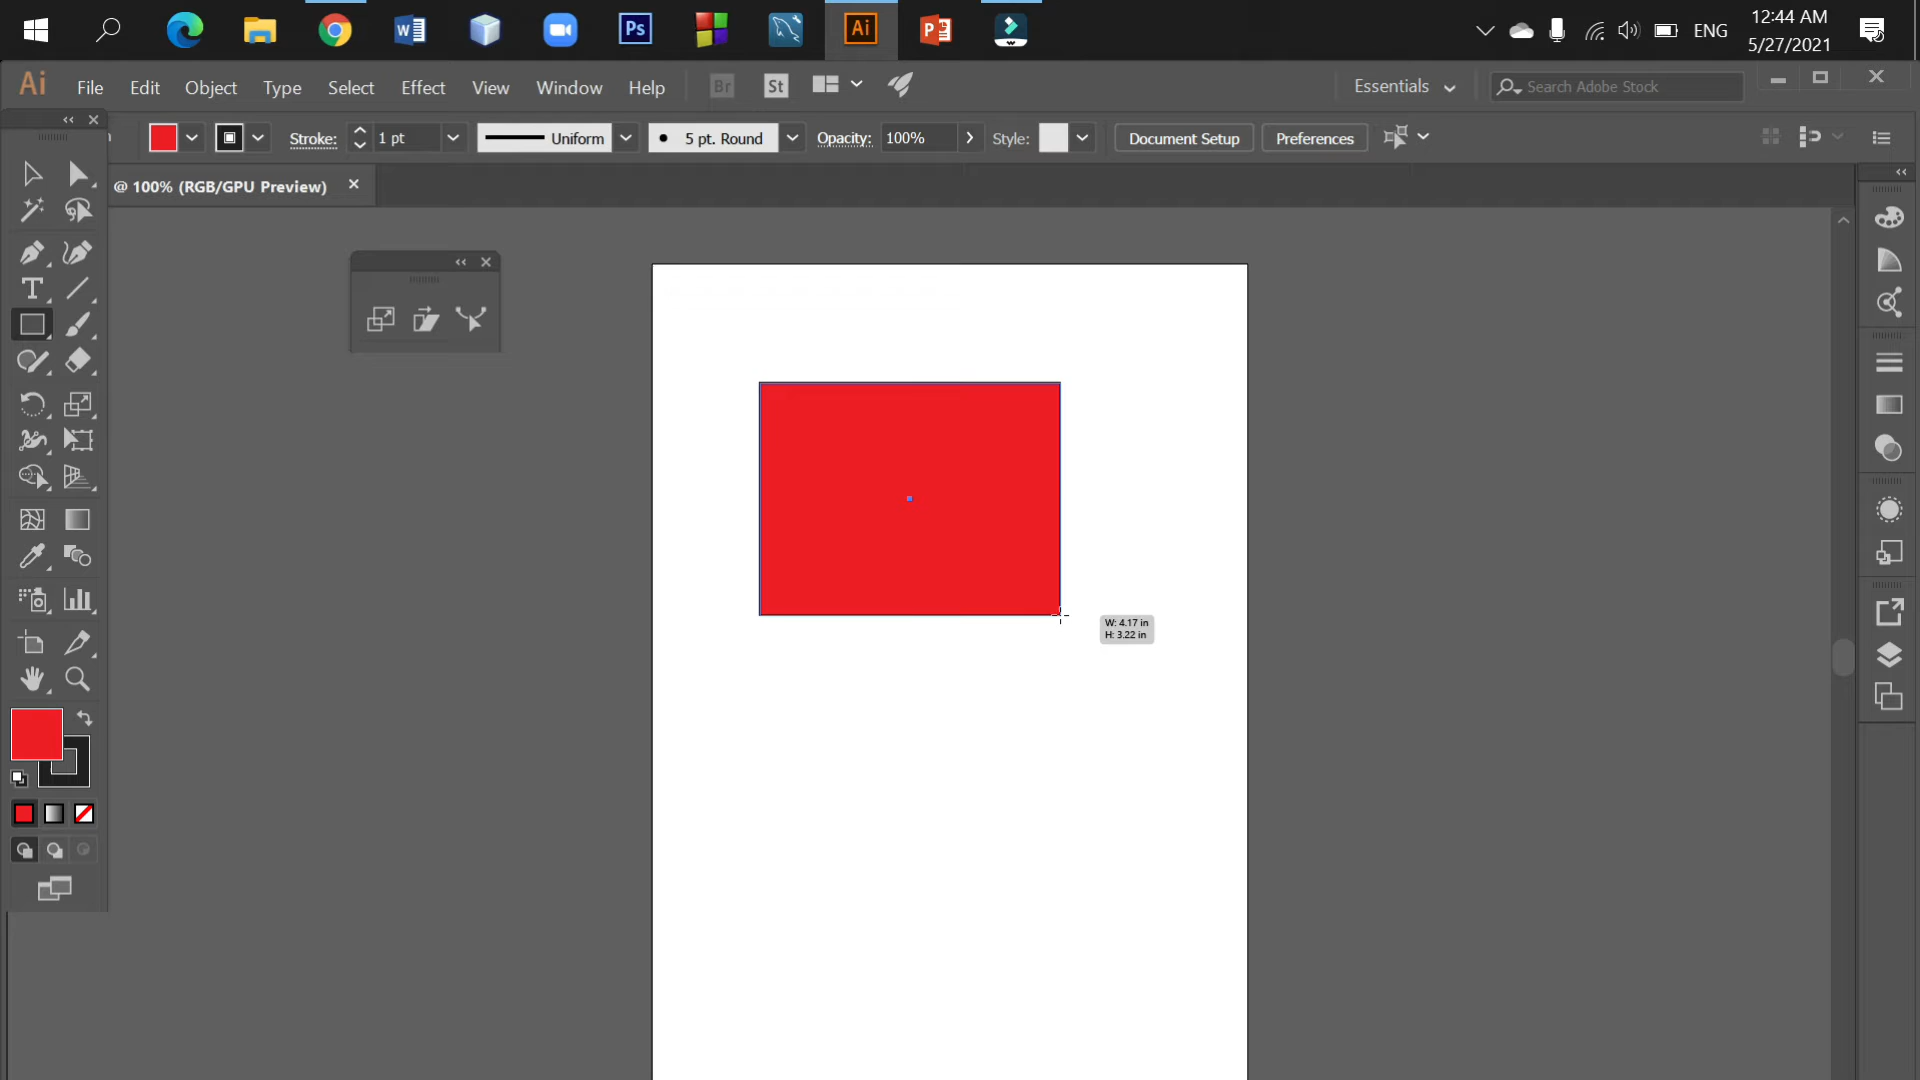 Ps
Ai
P
ENG
12:44 AM
5/27/2021
Ai
File Edit Object Type Select Effect View Window Help
Br
St
Essentials
Search Adobe Stock
Stroke:
1 pt
Uniform
5 pt. Round
Opacity:
100%
Style:
Document Setup
Preferences
@ 100% (RGB/GPU Preview)
T
W: 4.17 in
H: 3.22 in